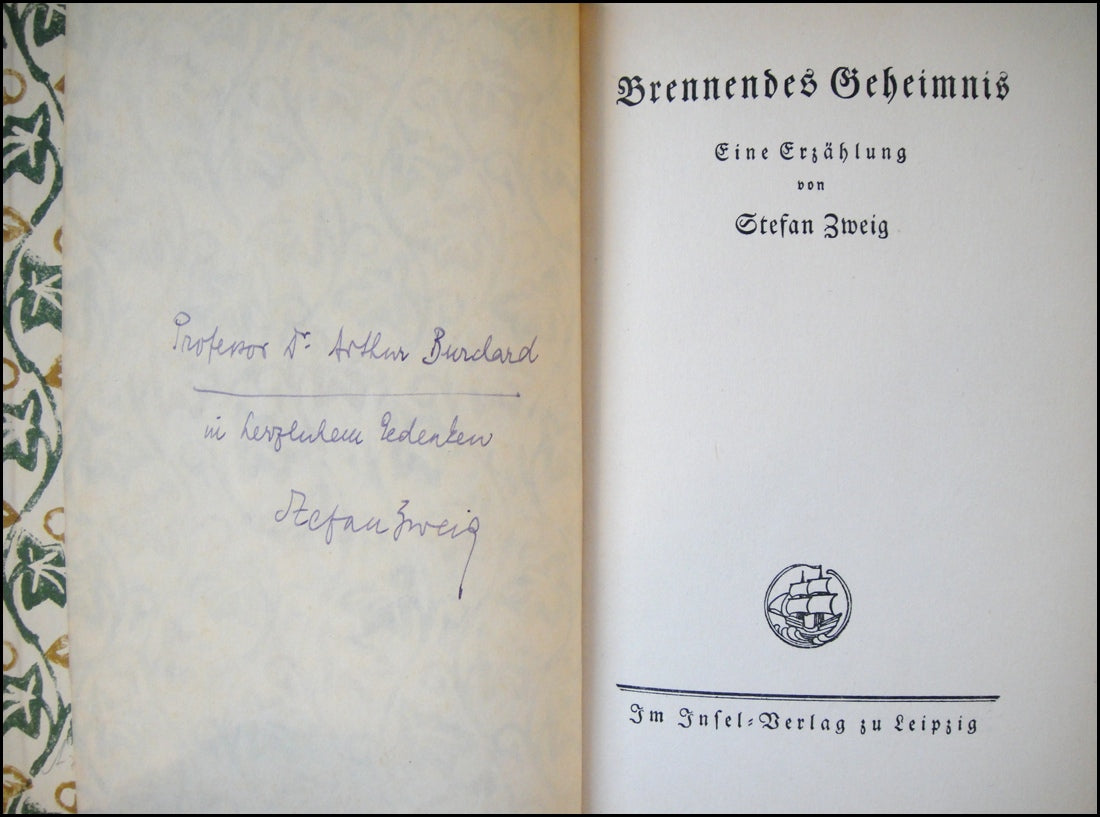 Professor Dr. Arthur Burchard
in herzlichem Gedenken
Stefan Zweig
Brennendes Geheimnis
Eine Erzählung
von
Stefan Zweig
Im Insel-Verlag zu Leipzig